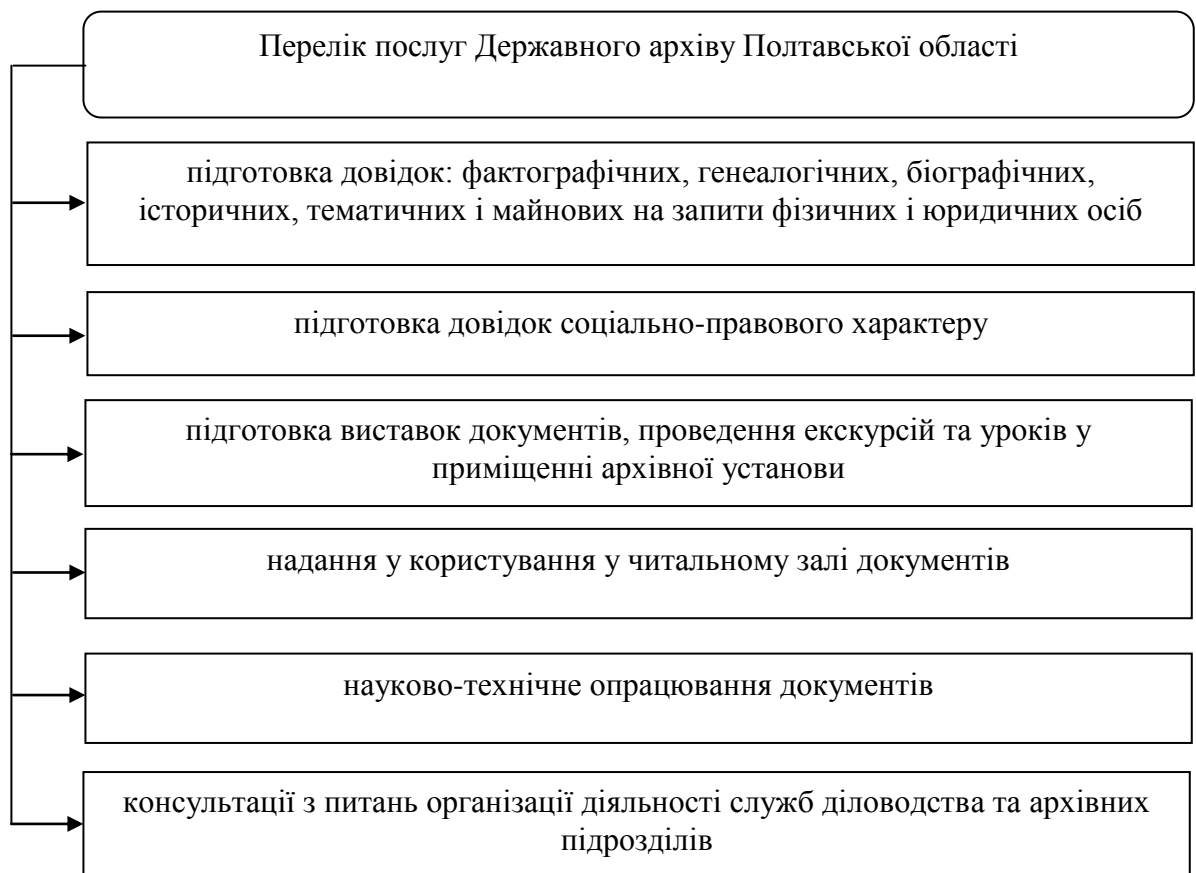 Перелік послуг Державного архіву Полтавської області
підготовка довідок: фактографічних, генеалогічних, біографічних,
історичних, тематичних і майнових на запити фізичних і юридичних осіб
підготовка довідок соціально-правового характеру
підготовка виставок документів, проведення екскурсій та уроків у
приміщенні архівної установи
надання у користування у читальному залі документів
науково-технічне опрацювання документів
консультації з питань організації діяльності служб діловодства та архівних
підрозділів